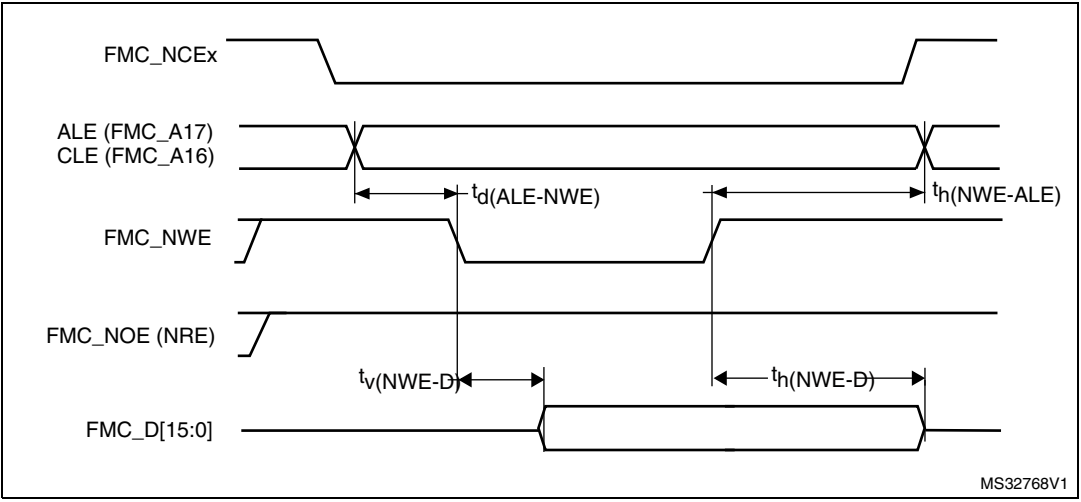 FMC_NCEx
ALE (FMC_A17)
CLE (FMC_A16)
td(ALE-NWE)
th(NWE-ALE)
FMC_NWE
FMC_NOE (NRE)
tv(NWE-D)
th(NWE-D)
FMC_D[15:0]
MS32768V1